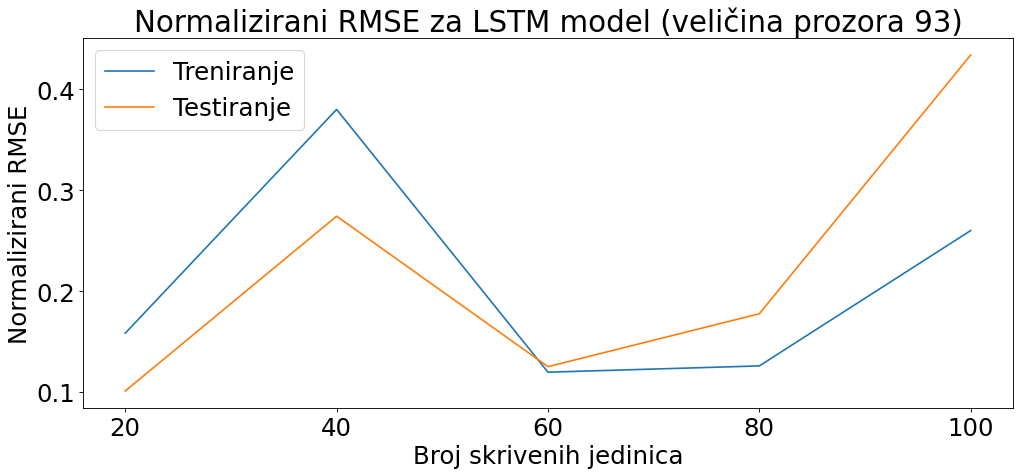 Normalizirani RMSE za LSTM model (veličina prozora 93)
Treniranje
Testiranje
Normalizirani RMSE
0.4
0.3
0.2
0.1
20 40 60 80 100
Broj skrivenih jedinica